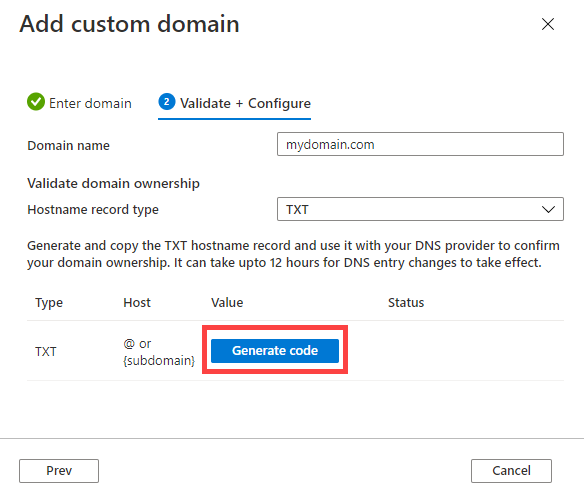 Add custom domain
Enter domain
2 Validate + Configure
Domain name
mydomain.com
Validate domain ownership
Hostname record type
TXT
Generate and copy the TXT hostname record and use it with your DNS provider to confirm
your domain ownership. It can take upto 12 hours for DNS entry changes to take effect.
Type Host Value Status
TXT
@ or
{subdomain}
Generate code
Prev
Cancel